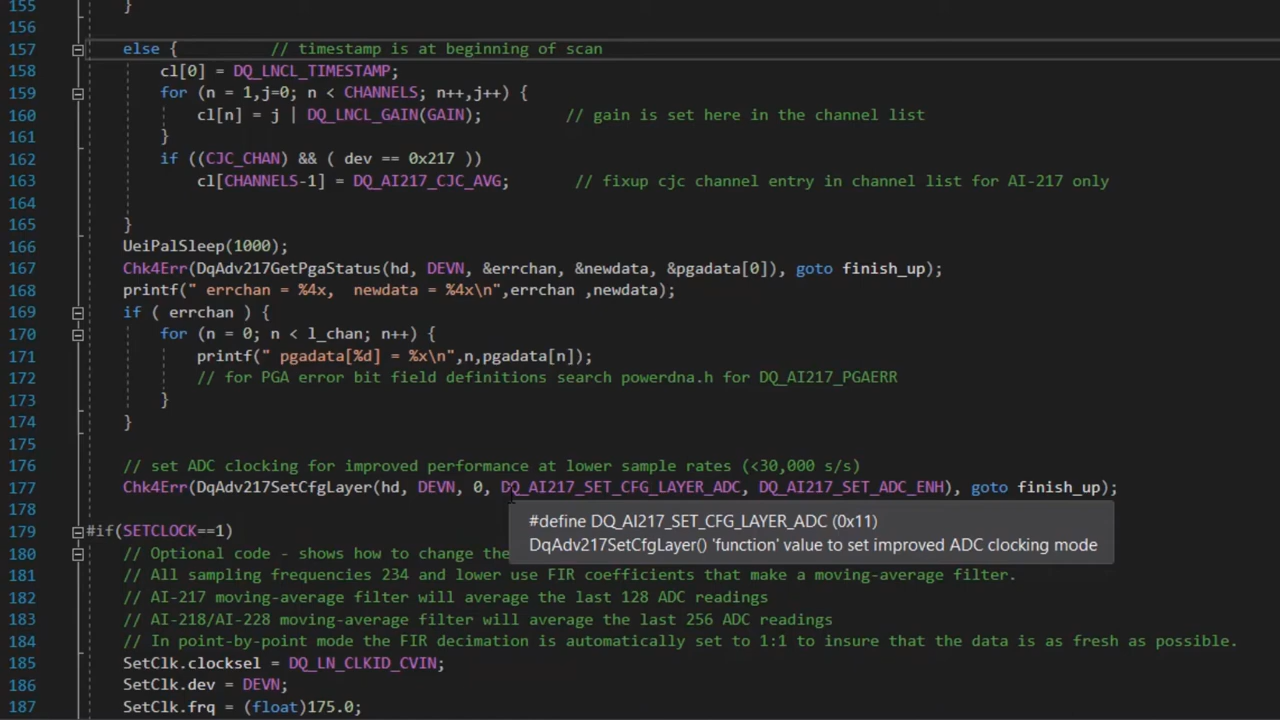 155 }
156
157 else { // timestamp is at beginning of scan
158 cl[0] = DQ_LNCL_TIMESTAMP;
159 for (n = 1,j=0; n < CHANNELS; n++,j++) {
160 cl[n] = j | DQ_LNCL_GAIN(GAIN); // gain is set here in the channel list
161 }
162 if ((CJC_CHAN) && ( dev == 0x217 ))
163 cl[CHANNELS-1] = DQ_AI217_CJC_AVG; // fixup cjc channel entry in channel list for AI-217 only
164
165 }
166 UeiPalSleep(1000);
167 Chk4Err(DqAdv217GetPgaStatus(hd, DEVN, &errchan, &newdata, &pgadata[0]), goto finish_up);
168 printf(" errchan = %4x, newdata = %4x\n",errchan ,newdata);
169 if ( errchan ) {
170 for (n = 0; n < l_chan; n++) {
171 printf(" pgadata[%d] = %x\n",n,pgadata[n]);
172 // for PGA error bit field definitions search powerdna.h for DQ_AI217_PGAERR
173 }
174 }
175
176 // set ADC clocking for improved performance at lower sample rates (<30,000 s/s)
177 Chk4Err(DqAdv217SetCfgLayer(hd, DEVN, 0, DQ_AI217_SET_CFG_LAYER_ADC, DQ_AI217_SET_ADC_ENH), goto finish_up);
178
#define DQ_AI217_SET_CFG_LAYER_ADC (0x11)
DqAdv217SetCfgLayer() 'function' value to set improved ADC clocking mode
179 #if(SETCLOCK==1)
180 // Optional code - shows how to change the
181 // All sampling frequencies 234 and lower use FIR coefficients that make a moving-average filter.
182 // AI-217 moving-average filter will average the last 128 ADC readings
183 // AI-218/AI-228 moving-average filter will average the last 256 ADC readings
184 // In point-by-point mode the FIR decimation is automatically set to 1:1 to insure that the data is as fresh as possible.
185 SetClk.clocksel = DQ_LN_CLKID_CVIN;
186 SetClk.dev = DEVN;
187 SetClk.frq = (float)175.0;